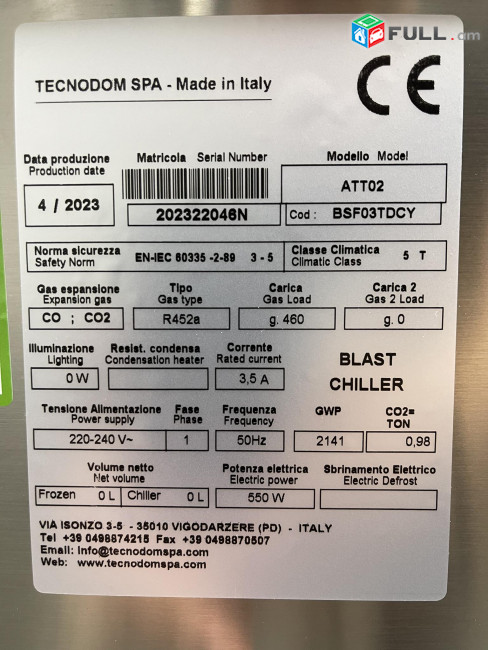 FULL.am
TECNODOM SPA - Made in Italy
CE
Data produzione
Production date
4 / 2023
Matricola Serial Number
202322046N
Modello Model
ATT02
Cod : BSF03TDCY
Norma sicurezza
Safety Norm
EN-IEC 60335 -2-89 3 - 5
Classe Climatica
Climatic Class
5 T
Gas espansione
Expansion gas
CO ; CO2
Tipo
Gas type
R452a
Carica
Gas Load
g. 460
Carica 2
Gas 2 Load
g. 0
Illuminazione
Lighting
0 W
Resist. condensa
Condensation heater
Corrente
Rated current
3,5 A
BLAST
CHILLER
Tensione Alimentazione
Power supply
220-240 V~
Fase
Phase
1
Frequenza
Frequency
50Hz
GWP
2141
CO2=
TON
0,98
Volume netto
Net volume
Frozen 0 L Chiller 0 L
Potenza elettrica
Electric power
550 W
Sbrinamento Elettrico
Electric Defrost
VIA ISONZO 3-5 - 35010 VIGODARZERE (PD) - ITALY
Tel +39 0498874215 Fax +39 0498870507
Email: info@tecnodomspa.com
Web: www.tecnodomspa.com